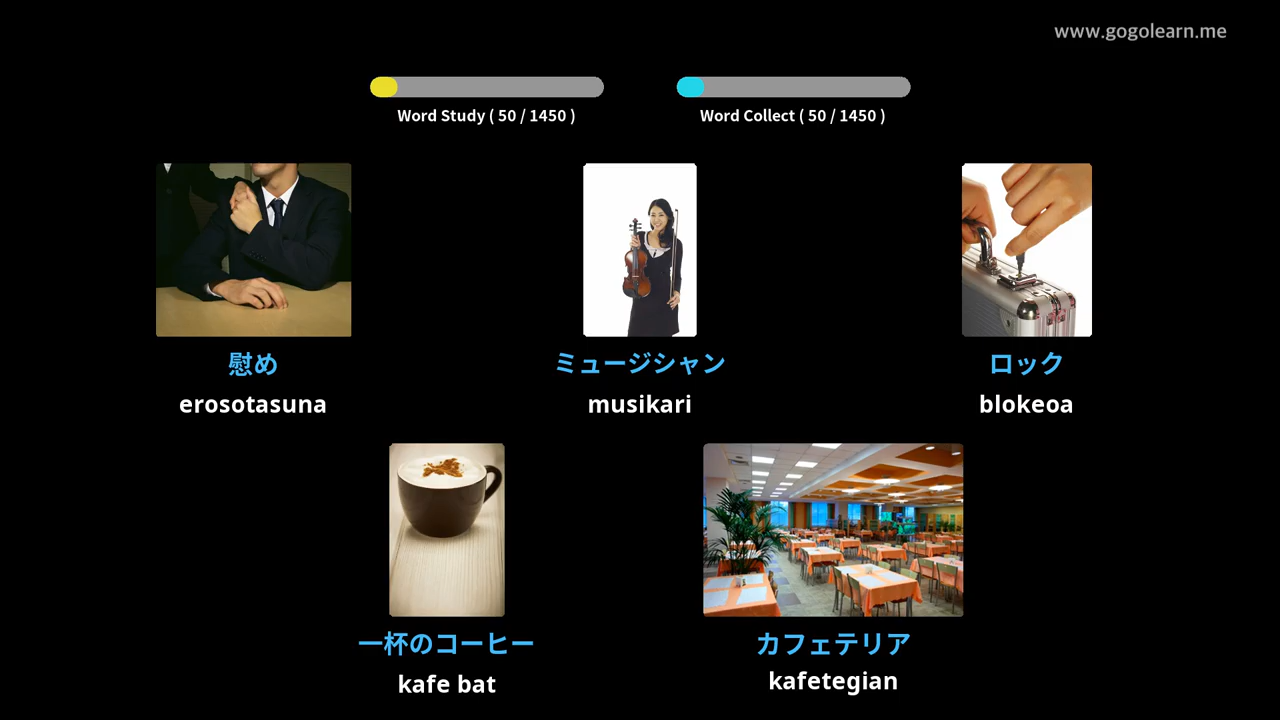 www.gogolearn.me
Word Study ( 50 / 1450 )
Word Collect ( 50 / 1450 )
慰め
erosotasuna
ミュージシャン
musikari
ロック
blokeoa
一杯のコーヒー
kafe bat
カフェテリア
kafetegian